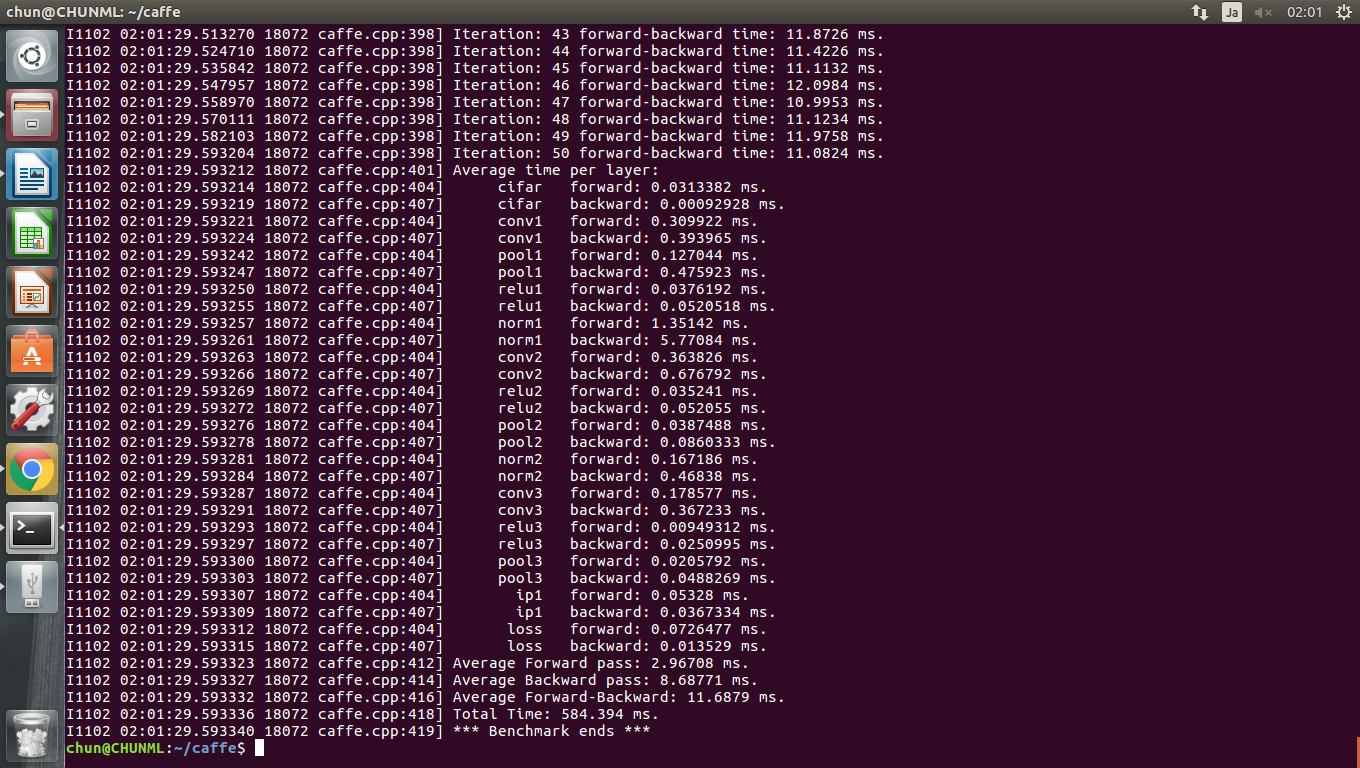 chun@CHUNML: ~/caffe
Ja
02:01
I1102 02:01:29.513270 18072 caffe.cpp:398] Iteration: 43 forward-backward time: 11.8726 ms.
I1102 02:01:29.524710 18072 caffe.cpp:398] Iteration: 44 forward-backward time: 11.4226 ms.
I1102 02:01:29.535842 18072 caffe.cpp:398] Iteration: 45 forward-backward time: 11.1132 ms.
I1102 02:01:29.547957 18072 caffe.cpp:398] Iteration: 46 forward-backward time: 12.0984 ms.
I1102 02:01:29.558970 18072 caffe.cpp:398] Iteration: 47 forward-backward time: 10.9953 ms.
I1102 02:01:29.570111 18072 caffe.cpp:398] Iteration: 48 forward-backward time: 11.1234 ms.
I1102 02:01:29.582103 18072 caffe.cpp:398] Iteration: 49 forward-backward time: 11.9758 ms.
I1102 02:01:29.593204 18072 caffe.cpp:398] Iteration: 50 forward-backward time: 11.0824 ms.
I1102 02:01:29.593212 18072 caffe.cpp:401] Average time per layer:
I1102 02:01:29.593214 18072 caffe.cpp:404] cifar forward: 0.0313382 ms.
I1102 02:01:29.593219 18072 caffe.cpp:407] cifar backward: 0.00092928 ms.
I1102 02:01:29.593221 18072 caffe.cpp:404] conv1 forward: 0.309922 ms.
I1102 02:01:29.593224 18072 caffe.cpp:407] conv1 backward: 0.393965 ms.
I1102 02:01:29.593242 18072 caffe.cpp:404] pool1 forward: 0.127044 ms.
I1102 02:01:29.593247 18072 caffe.cpp:407] pool1 backward: 0.475923 ms.
I1102 02:01:29.593250 18072 caffe.cpp:404] relu1 forward: 0.0376192 ms.
I1102 02:01:29.593255 18072 caffe.cpp:407] relu1 backward: 0.0520518 ms.
I1102 02:01:29.593257 18072 caffe.cpp:404] norm1 forward: 1.35142 ms.
I1102 02:01:29.593261 18072 caffe.cpp:407] norm1 backward: 5.77084 ms.
I1102 02:01:29.593263 18072 caffe.cpp:404] conv2 forward: 0.363826 ms.
I1102 02:01:29.593266 18072 caffe.cpp:407] conv2 backward: 0.676792 ms.
I1102 02:01:29.593269 18072 caffe.cpp:404] relu2 forward: 0.035241 ms.
I1102 02:01:29.593272 18072 caffe.cpp:407] relu2 backward: 0.052055 ms.
I1102 02:01:29.593276 18072 caffe.cpp:404] pool2 forward: 0.0387488 ms.
I1102 02:01:29.593278 18072 caffe.cpp:407] pool2 backward: 0.0860333 ms.
I1102 02:01:29.593281 18072 caffe.cpp:404] norm2 forward: 0.167186 ms.
I1102 02:01:29.593284 18072 caffe.cpp:407] norm2 backward: 0.46838 ms.
I1102 02:01:29.593287 18072 caffe.cpp:404] conv3 forward: 0.178577 ms.
I1102 02:01:29.593291 18072 caffe.cpp:407] conv3 backward: 0.367233 ms.
I1102 02:01:29.593293 18072 caffe.cpp:404] relu3 forward: 0.00949312 ms.
I1102 02:01:29.593297 18072 caffe.cpp:407] relu3 backward: 0.0250995 ms.
I1102 02:01:29.593300 18072 caffe.cpp:404] pool3 forward: 0.0205792 ms.
I1102 02:01:29.593303 18072 caffe.cpp:407] pool3 backward: 0.0488269 ms.
I1102 02:01:29.593307 18072 caffe.cpp:404] ip1 forward: 0.05328 ms.
I1102 02:01:29.593309 18072 caffe.cpp:407] ip1 backward: 0.0367334 ms.
I1102 02:01:29.593312 18072 caffe.cpp:404] loss forward: 0.0726477 ms.
I1102 02:01:29.593315 18072 caffe.cpp:407] loss backward: 0.013529 ms.
I1102 02:01:29.593323 18072 caffe.cpp:412] Average Forward pass: 2.96708 ms.
I1102 02:01:29.593327 18072 caffe.cpp:414] Average Backward pass: 8.68771 ms.
I1102 02:01:29.593332 18072 caffe.cpp:416] Average Forward-Backward: 11.6879 ms.
I1102 02:01:29.593336 18072 caffe.cpp:418] Total Time: 584.394 ms.
I1102 02:01:29.593340 18072 caffe.cpp:419] *** Benchmark ends ***
chun@CHUNML:~/caffe$